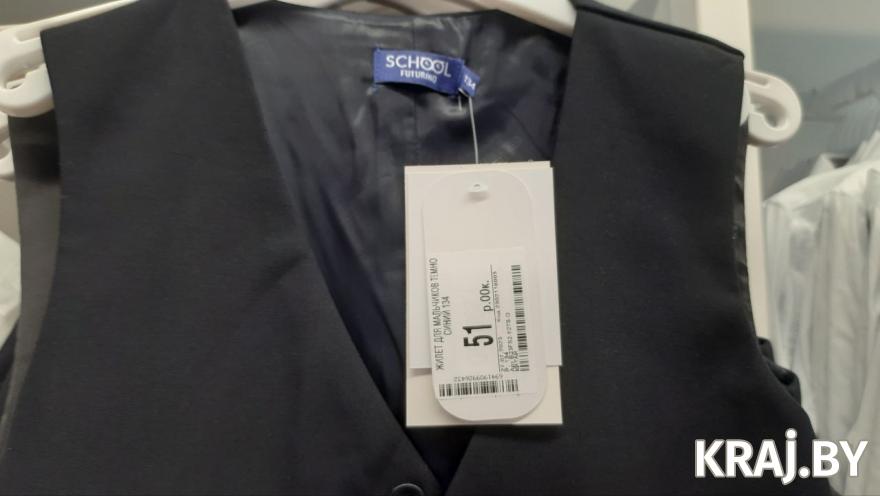 SCHOOL
FUTURINO
134
ЖИЛЕТ ДЛЯ МАЛЬЧИКОВ ТЕМНО
СИНИЙ 134
51 р.00к.
KRAJ.BY